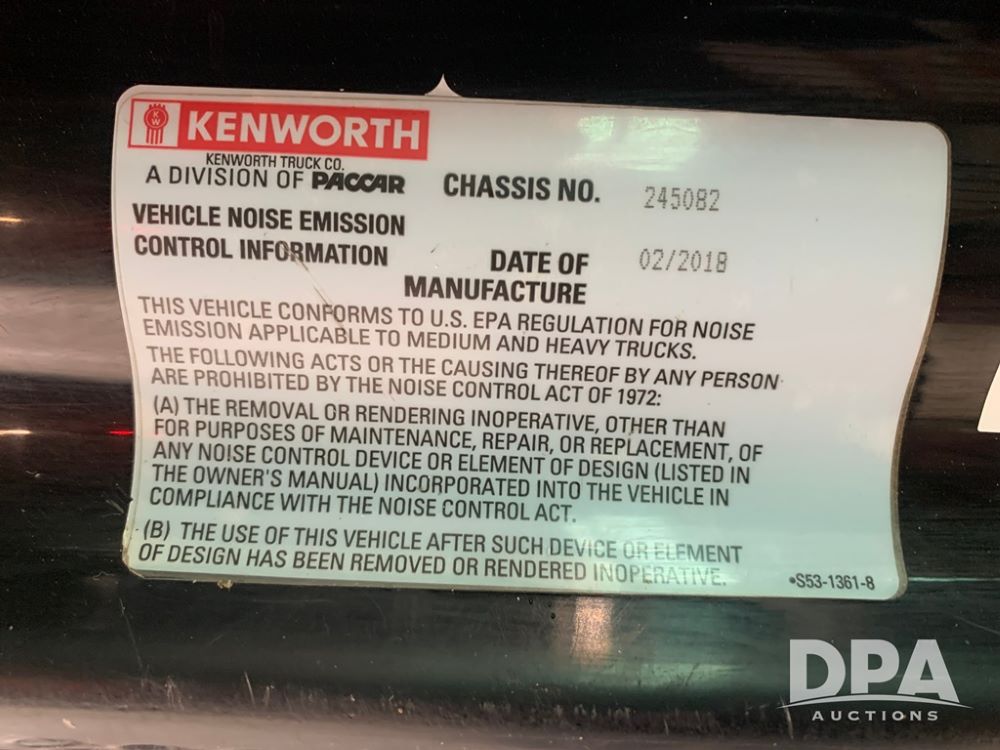 KW KENWORTH
KENWORTH TRUCK CO.
A DIVISION OF PACCAR
CHASSIS NO. 245082
VEHICLE NOISE EMISSION
CONTROL INFORMATION
DATE OF 02/2018
MANUFACTURE
THIS VEHICLE CONFORMS TO U.S. EPA REGULATION FOR NOISE
EMISSION APPLICABLE TO MEDIUM AND HEAVY TRUCKS.
THE FOLLOWING ACTS OR THE CAUSING THEREOF BY ANY PERSON
ARE PROHIBITED BY THE NOISE CONTROL ACT OF 1972:
(A) THE REMOVAL OR RENDERING INOPERATIVE, OTHER THAN
FOR PURPOSES OF MAINTENANCE, REPAIR, OR REPLACEMENT, OF
ANY NOISE CONTROL DEVICE OR ELEMENT OF DESIGN (LISTED IN
THE OWNER'S MANUAL) INCORPORATED INTO THE VEHICLE IN
COMPLIANCE WITH THE NOISE CONTROL ACT.
(B) THE USE OF THIS VEHICLE AFTER SUCH DEVICE OR ELEMENT
OF DESIGN HAS BEEN REMOVED OR RENDERED INOPERATIVE.
•S53-1361-8
DPA
AUCTIONS